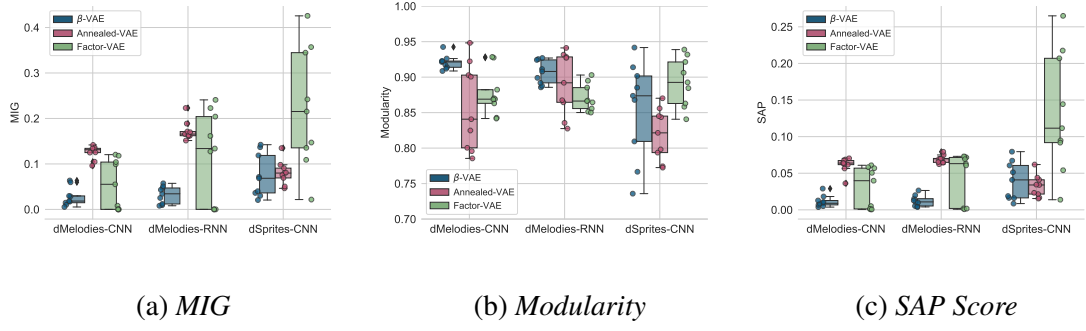 MIG
0.4
0.3
0.2
0.1
0.0
β-VAE
Annealed-VAE
Factor-VAE
dMelodies-CNN dMelodies-RNN dSprites-CNN
(a) MIG
Modularity
1.00
0.95
0.90
0.85
0.80
0.75
0.70
β-VAE
Annealed-VAE
Factor-VAE
dMelodies-CNN dMelodies-RNN dSprites-CNN
(b) Modularity
SAP
0.25
0.20
0.15
0.10
0.05
0.00
β-VAE
Annealed-VAE
Factor-VAE
dMelodies-CNN dMelodies-RNN dSprites-CNN
(c) SAP Score